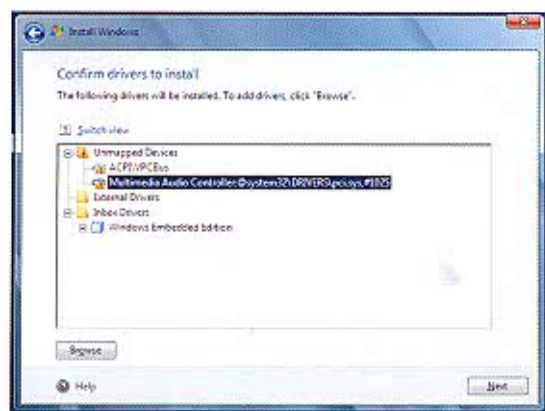 Install Windows
Confirm drivers to install
The following drivers will be installed. To add drivers, click "Browse".
Switch view
Unmapped Devices
ACPI\VPCBus
Multimedia Audio Controller;@system32\DRIVERS\pci.sys,#1025
External Drivers
Inbox Drivers
Windows Embedded Edition
Browse
Help
Next